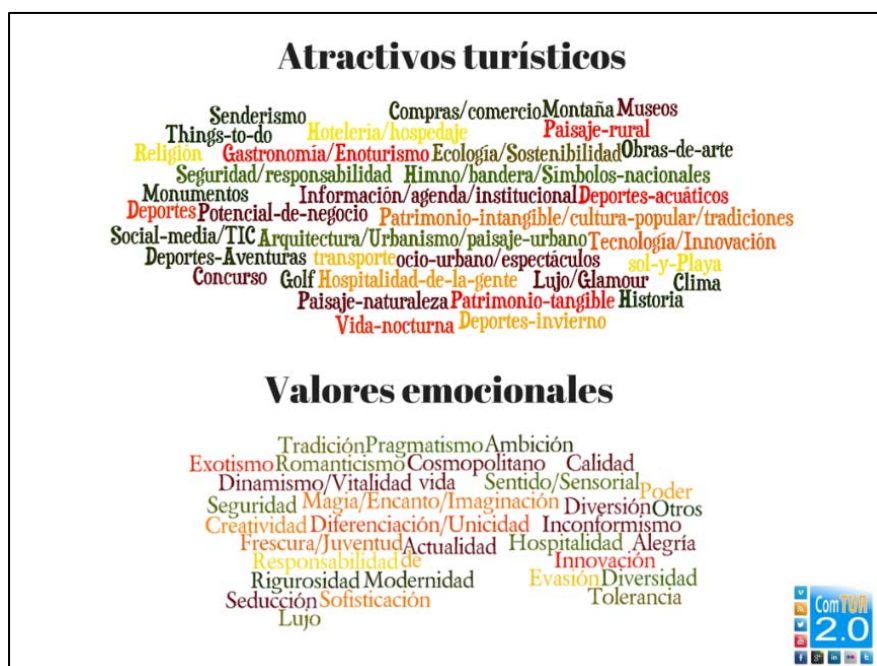 Atractivos turísticos
Senderismo Compras/comercio Montaña Museos
Things-to-do Hotelería/hospedaje Paisaje-rural
Religión Gastronomía/Enoturismo Ecología/Sostenibilidad Obras-de-arte
Seguridad/responsabilidad Himno/bandera/Símbolos-nacionales
Monumentos Información/agenda/institucional Deportes-acuáticos
Deportes Potencial-de-negocio Patrimonio-intangible/cultura-popular/tradiciones
Social-media/TIC Arquitectura/Urbanismo/paisaje-urbano Tecnología/Innovación
Deportes-Aventuras transporte ocio-urbano/espectáculos sol-y-Playa
Concurso Golf Hospitalidad-de-la-gente Lujo/Glamour Clima
Paisaje-naturaleza Patrimonio-tangible Historia
Vida-nocturna Deportes-invierno
Valores emocionales
Tradición Pragmatismo Ambición
Exotismo Romanticismo Cosmopolitano Calidad
Dinamismo/Vitalidad vida Sentido/Sensorial Poder
Seguridad Magia/Encanto/Imaginación Diversión Otros
Creatividad Diferenciación/Unicidad Inconformismo
Frescura/Juventud Actualidad Hospitalidad Alegría
Responsabilidad de Innovación
Rigurosidad Modernidad Evasión Diversidad
Seducción Sofisticación Tolerancia
Lujo
ComTUR
2.0